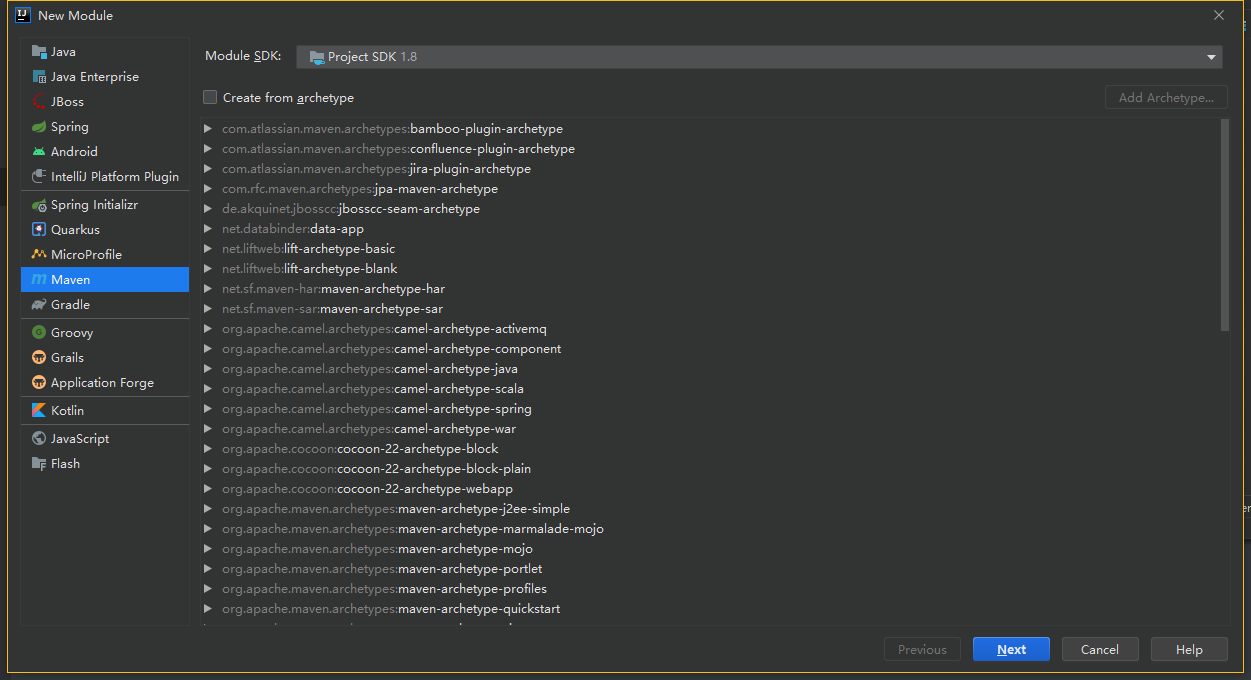 New Module
Java
Java Enterprise
JBoss
Spring
Android
IntelliJ Platform Plugin
Spring Initializr
Quarkus
MicroProfile
Maven
Gradle
Groovy
Grails
Application Forge
Kotlin
JavaScript
Flash
Module SDK: Project SDK 1.8
Create from archetype Add Archetype...
com.atlassian.maven.archetypes:bamboo-plugin-archetype
com.atlassian.maven.archetypes:confluence-plugin-archetype
com.atlassian.maven.archetypes:jira-plugin-archetype
com.rfc.maven.archetypes:jpa-maven-archetype
de.akquinet.jbosscc:jbosscc-seam-archetype
net.databinder:data-app
net.liftweb:lift-archetype-basic
net.liftweb:lift-archetype-blank
net.sf.maven-har:maven-archetype-har
net.sf.maven-sar:maven-archetype-sar
org.apache.camel.archetypes:camel-archetype-activemq
org.apache.camel.archetypes:camel-archetype-component
org.apache.camel.archetypes:camel-archetype-java
org.apache.camel.archetypes:camel-archetype-scala
org.apache.camel.archetypes:camel-archetype-spring
org.apache.camel.archetypes:camel-archetype-war
org.apache.cocoon:cocoon-22-archetype-block
org.apache.cocoon:cocoon-22-archetype-block-plain
org.apache.cocoon:cocoon-22-archetype-webapp
org.apache.maven.archetypes:maven-archetype-j2ee-simple
org.apache.maven.archetypes:maven-archetype-marmalade-mojo
org.apache.maven.archetypes:maven-archetype-mojo
org.apache.maven.archetypes:maven-archetype-portlet
org.apache.maven.archetypes:maven-archetype-profiles
org.apache.maven.archetypes:maven-archetype-quickstart
Previous Next Cancel Help